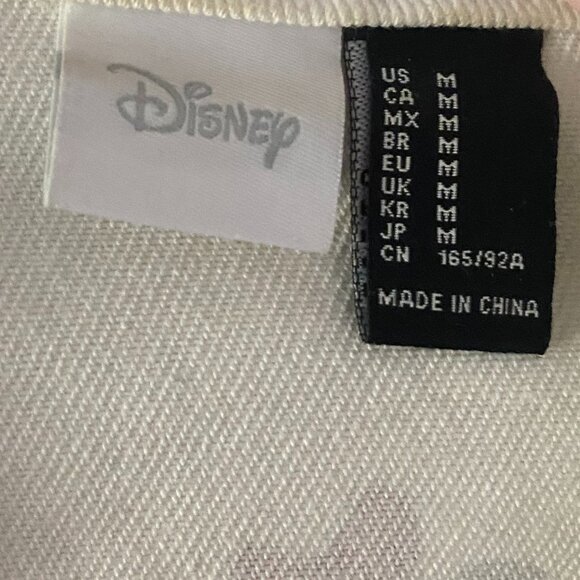 Disney
US M
CA M
MX M
BR M
EU M
UK M
KR M
JP M
CN 165/92A
MADE IN CHINA